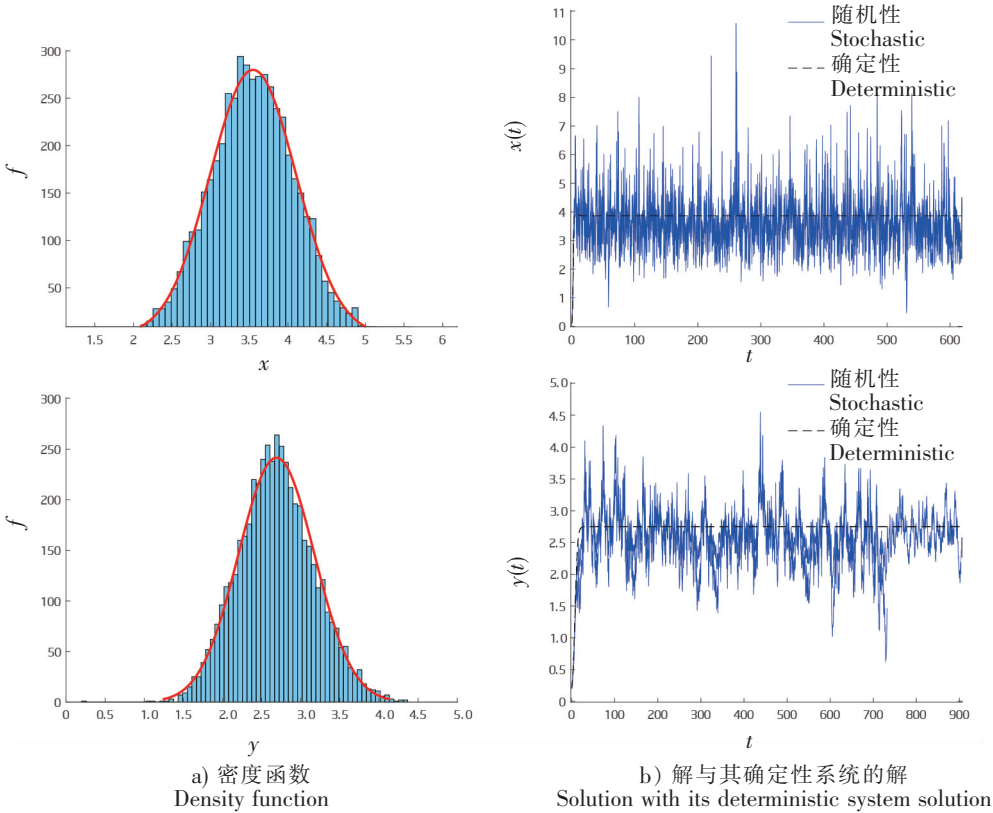 300
250
200
150
100
50
f
1.5 2 2.5 3 3.5 4 4.5 5 5.5 6
x
11
10
9
8
7
6
5
4
3
2
1
0
x(t)
0 100 200 300 400 500 600
t
随机性
Stochastic
确定性
Deterministic
300
250
200
150
100
50
0
f
0 0.5 1.0 1.5 2.0 2.5 3.0 3.5 4.0 4.5 5.0
y
5.0
4.5
4.0
3.5
3.0
2.5
2.0
1.5
1.0
0.5
0
y(t)
0 100 200 300 400 500 600 700 800 900
t
随机性
Stochastic
确定性
Deterministic
a) 密度函数
Density function
b) 解与其确定性系统的解
Solution with its deterministic system solution